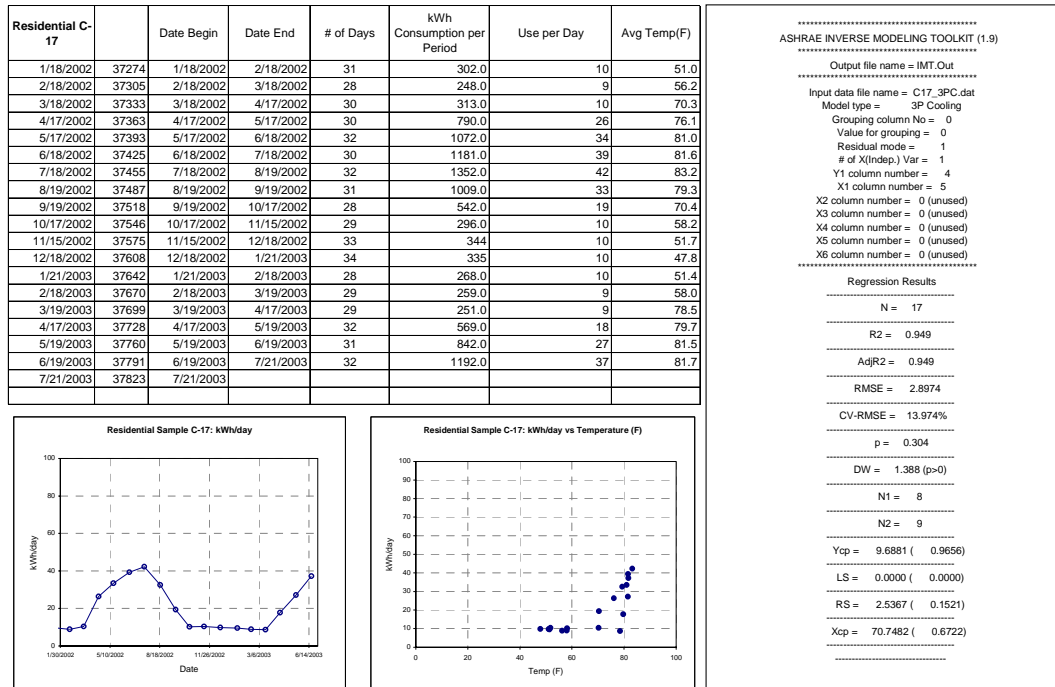 Residential C-17 Date Begin Date End # of Days kWh Consumption per Period Use per Day Avg Temp(F)
1/18/2002 37274 1/18/2002 2/18/2002 31 302.0 10 51.0
2/18/2002 37305 2/18/2002 3/18/2002 28 248.0 9 56.2
3/18/2002 37333 3/18/2002 4/17/2002 30 313.0 10 70.3
4/17/2002 37363 4/17/2002 5/17/2002 30 790.0 26 76.1
5/17/2002 37393 5/17/2002 6/18/2002 32 1072.0 34 81.0
6/18/2002 37425 6/18/2002 7/18/2002 30 1181.0 39 81.6
7/18/2002 37455 7/18/2002 8/19/2002 32 1352.0 42 83.2
8/19/2002 37487 8/19/2002 9/19/2002 31 1009.0 33 79.3
9/19/2002 37518 9/19/2002 10/17/2002 28 542.0 19 70.4
10/17/2002 37546 10/17/2002 11/15/2002 29 296.0 10 58.2
11/15/2002 37575 11/15/2002 12/18/2002 33 344 10 51.7
12/18/2002 37608 12/18/2002 1/21/2003 34 335 10 47.8
1/21/2003 37642 1/21/2003 2/18/2003 28 268.0 10 51.4
2/18/2003 37670 2/18/2003 3/19/2003 29 259.0 9 58.0
3/19/2003 37699 3/19/2003 4/17/2003 29 251.0 9 78.5
4/17/2003 37728 4/17/2003 5/19/2003 32 569.0 18 79.7
5/19/2003 37760 5/19/2003 6/19/2003 31 842.0 27 81.5
6/19/2003 37791 6/19/2003 7/21/2003 32 1192.0 37 81.7
7/21/2003 37823 7/21/2003
Residential Sample C-17: kWh/day
100
80
60
40
20
0
kWh/day
1/30/2002 5/10/2002 8/18/2002 11/26/2002 3/6/2003 6/14/2003
Date
Residential Sample C-17: kWh/day vs Temperature (F)
100
90
80
70
60
50
40
30
20
10
0
kWh/day
0 20 40 60 80 100
Temp (F)
******************************************
ASHRAE INVERSE MODELING TOOLKIT (1.9)
******************************************
Output file name = IMT.Out
******************************************
Input data file name = C17_3PC.dat
Model type = 3P Cooling
Grouping column No = 0
Value for grouping = 0
Residual mode = 1
# of X(Indep.) Var = 1
Y1 column number = 4
X1 column number = 5
X2 column number = 0 (unused)
X3 column number = 0 (unused)
X4 column number = 0 (unused)
X5 column number = 0 (unused)
X6 column number = 0 (unused)
******************************************
Regression Results
--------------------------------------
N = 17
--------------------------------------
R2 = 0.949
--------------------------------------
AdjR2 = 0.949
--------------------------------------
RMSE = 2.8974
--------------------------------------
CV-RMSE = 13.974%
--------------------------------------
p = 0.304
--------------------------------------
DW = 1.388 (p>0)
--------------------------------------
N1 = 8
--------------------------------------
N2 = 9
--------------------------------------
Ycp = 9.6881 ( 0.9656)
--------------------------------------
LS = 0.0000 ( 0.0000)
--------------------------------------
RS = 2.5367 ( 0.1521)
--------------------------------------
Xcp = 70.7482 ( 0.6722)
--------------------------------------
---------------------------------